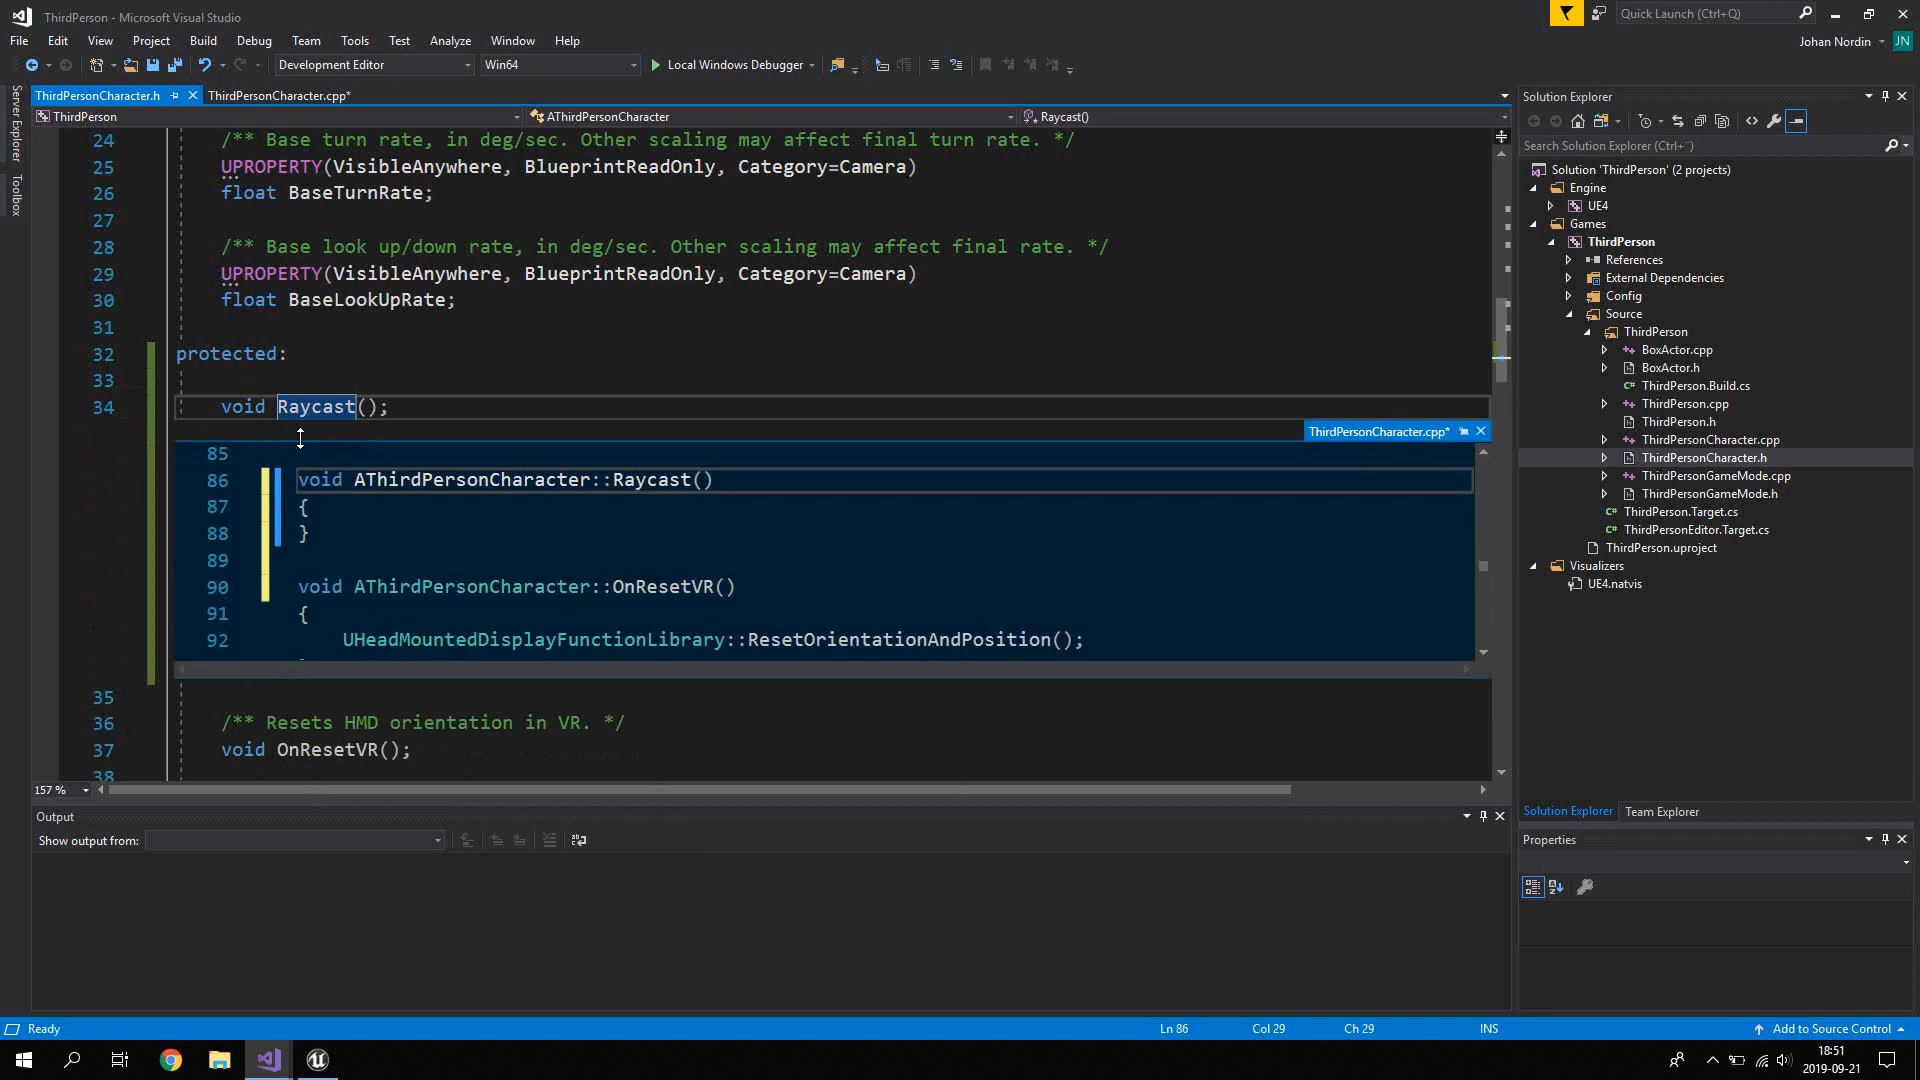 ThirdPerson - Microsoft Visual Studio
Quick Launch (Ctrl+Q)
File Edit View Project Build Debug Team Tools Test Analyze Window Help
Johan Nordin JN
Development Editor Win64 Local Windows Debugger
Server Explorer
Toolbox
ThirdPersonCharacter.h ThirdPersonCharacter.cpp*
ThirdPerson AThirdPersonCharacter Raycast()
24 /** Base turn rate, in deg/sec. Other scaling may affect final turn rate. */
25 UPROPERTY(VisibleAnywhere, BlueprintReadOnly, Category=Camera)
26 float BaseTurnRate;
27
28 /** Base look up/down rate, in deg/sec. Other scaling may affect final rate. */
29 UPROPERTY(VisibleAnywhere, BlueprintReadOnly, Category=Camera)
30 float BaseLookUpRate;
31
32 protected:
33
34 void Raycast();
ThirdPersonCharacter.cpp*
85
86 void AThirdPersonCharacter::Raycast()
87 {
88 }
89
90 void AThirdPersonCharacter::OnResetVR()
91 {
92 UHeadMountedDisplayFunctionLibrary::ResetOrientationAndPosition();
35
36 /** Resets HMD orientation in VR. */
37 void OnResetVR();
38
157 %
Output
Show output from:
Solution Explorer
Search Solution Explorer (Ctrl+¨)
Solution 'ThirdPerson' (2 projects)
Engine
UE4
Games
ThirdPerson
References
External Dependencies
Config
Source
ThirdPerson
BoxActor.cpp
BoxActor.h
ThirdPerson.Build.cs
ThirdPerson.cpp
ThirdPerson.h
ThirdPersonCharacter.cpp
ThirdPersonCharacter.h
ThirdPersonGameMode.cpp
ThirdPersonGameMode.h
ThirdPerson.Target.cs
ThirdPersonEditor.Target.cs
ThirdPerson.uproject
Visualizers
UE4.natvis
Solution Explorer Team Explorer
Properties
Ready Ln 86 Col 29 Ch 29 INS Add to Source Control
18:51
2019-09-21